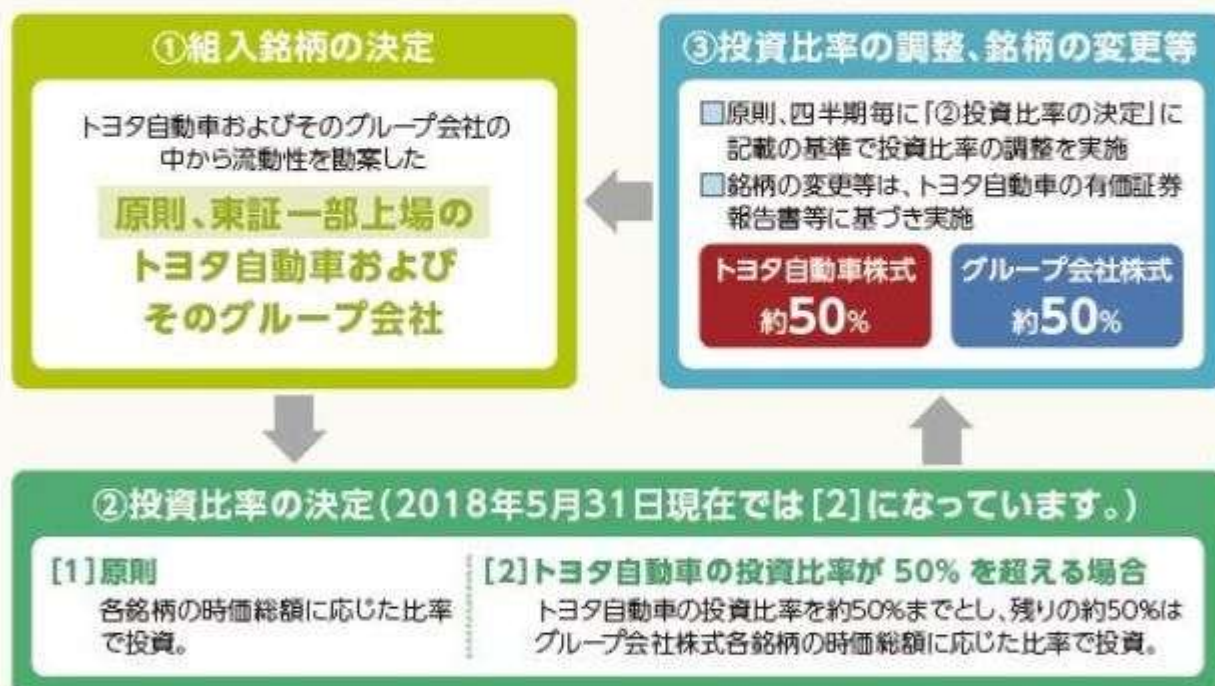 ①組入銘柄の決定
トヨタ自動車およびそのグループ会社の
中から流動性を勘案した
原則、東証一部上場の
トヨタ自動車および
そのグループ会社
②投資比率の決定(2018年5月31日現在では[2]になっています。)
[1]原則
各銘柄の時価総額に応じた比率
で投資。
[2]トヨタ自動車の投資比率が 50% を超える場合
トヨタ自動車の投資比率を約50%までとし、残りの約50%は
グループ会社株式各銘柄の時価総額に応じた比率で投資。
③投資比率の調整、銘柄の変更等
原則、四半期毎に「②投資比率の決定」に
記載の基準で投資比率の調整を実施
銘柄の変更等は、トヨタ自動車の有価証券
報告書等に基づき実施
トヨタ自動車株式
約50%
グループ会社株式
約50%